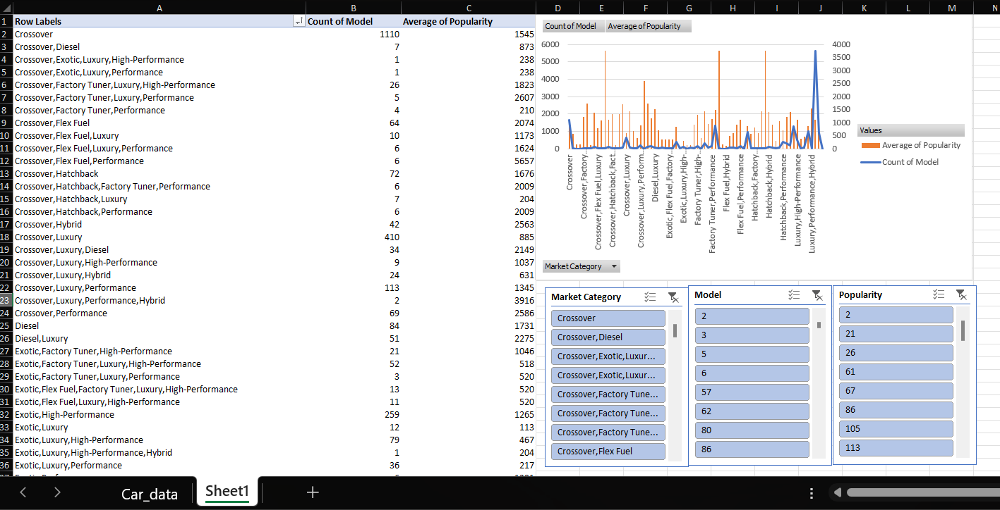 A B C D E F G H I J K L M N
1 Row Labels Count of Model Average of Popularity
2 Crossover 1110 1545
3 Crossover,Diesel 7 873
4 Crossover,Exotic,Luxury,High-Performance 1 238
5 Crossover,Exotic,Luxury,Performance 1 238
6 Crossover,Factory Tuner,Luxury,High-Performance 26 1823
7 Crossover,Factory Tuner,Luxury,Performance 5 2607
8 Crossover,Factory Tuner,Performance 4 210
9 Crossover,Flex Fuel 64 2074
10 Crossover,Flex Fuel,Luxury 10 1173
11 Crossover,Flex Fuel,Luxury,Performance 6 1624
12 Crossover,Flex Fuel,Performance 6 5657
13 Crossover,Hatchback 72 1676
14 Crossover,Hatchback,Factory Tuner,Performance 6 2009
15 Crossover,Hatchback,Luxury 7 204
16 Crossover,Hatchback,Performance 6 2009
17 Crossover,Hybrid 42 2563
18 Crossover,Luxury 410 885
19 Crossover,Luxury,Diesel 34 2149
20 Crossover,Luxury,High-Performance 9 1037
21 Crossover,Luxury,Hybrid 24 631
22 Crossover,Luxury,Performance 113 1345
23 Crossover,Luxury,Performance,Hybrid 2 3916
24 Crossover,Performance 69 2586
25 Diesel 84 1731
26 Diesel,Luxury 51 2275
27 Exotic,Factory Tuner,High-Performance 21 1046
28 Exotic,Factory Tuner,Luxury,High-Performance 52 518
29 Exotic,Factory Tuner,Luxury,Performance 3 520
30 Exotic,Flex Fuel,Factory Tuner,Luxury,High-Performance 13 520
31 Exotic,Flex Fuel,Luxury,High-Performance 11 520
32 Exotic,High-Performance 259 1265
33 Exotic,Luxury 12 113
34 Exotic,Luxury,High-Performance 79 467
35 Exotic,Luxury,High-Performance,Hybrid 1 204
36 Exotic,Luxury,Performance 36 217
Count of Model Average of Popularity
6000
5000
4000
3000
2000
1000
0
4000
3500
3000
2500
2000
1500
1000
500
0
Crossover
Crossover,Factory…
Crossover,Flex Fuel,Luxury
Crossover,Hatchback,Fact…
Crossover,Luxury
Crossover,Luxury,Perform…
Diesel,Luxury
Exotic,Flex Fuel,Factory…
Exotic,Luxury,High-…
Factory Tuner,High-…
Factory Tuner,Performance
Flex Fuel,Hybrid
Flex Fuel,Performance
Hatchback,Factory…
Hatchback,Hybrid
Hatchback,Performance
Luxury,High-Performance
Luxury,Performance,Hybrid
Values
Average of Popularity
Count of Model
Market Category
Market Category
Crossover
Crossover,Diesel
Crossover,Exotic,Luxur...
Crossover,Exotic,Luxur...
Crossover,Factory Tune...
Crossover,Factory Tune...
Crossover,Factory Tune...
Crossover,Flex Fuel
Model
2
3
5
6
57
62
80
86
Popularity
2
21
26
61
67
86
105
113
Car_data Sheet1